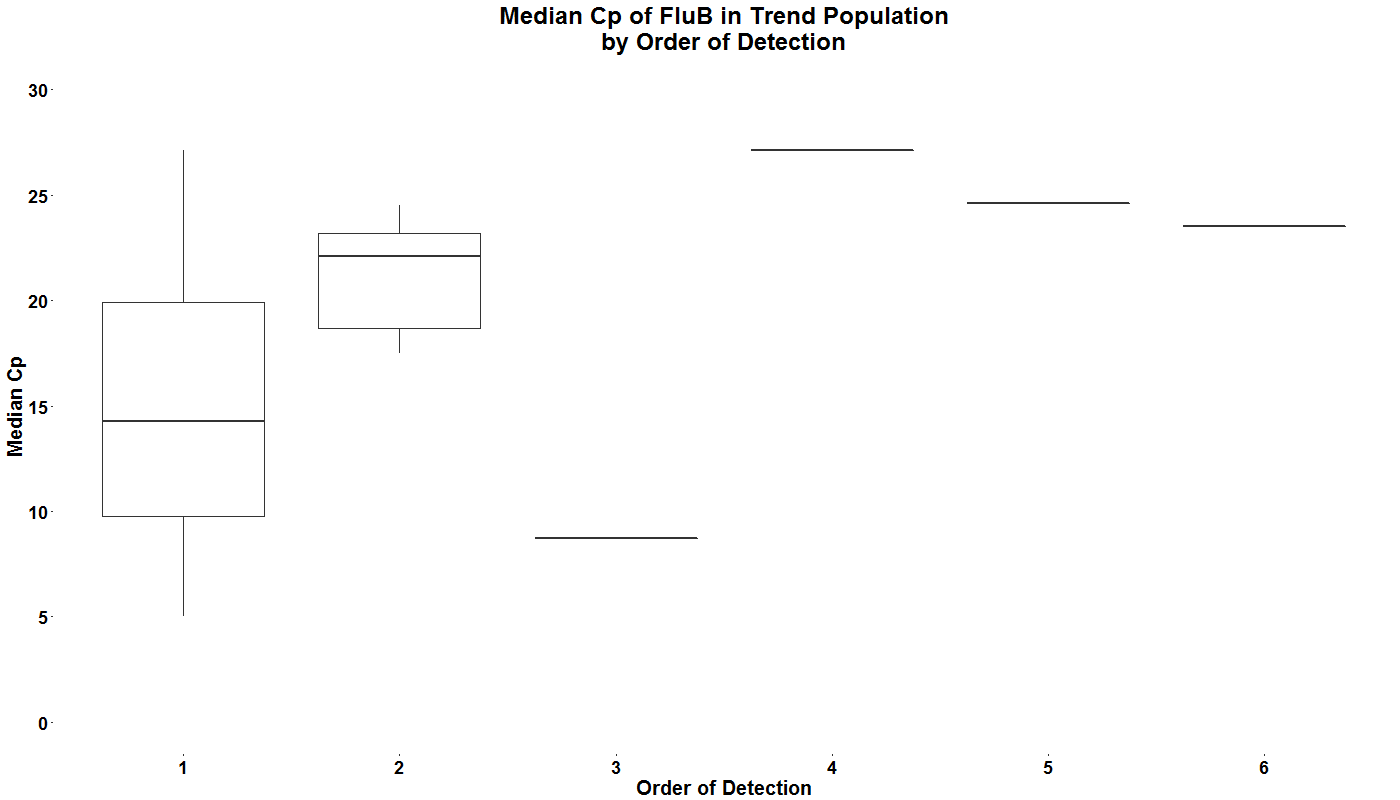 Median Cp of FluB in Trend Population
by Order of Detection
30
25
20
15
10
5
0
Median Cp
1 2 3 4 5 6
Order of Detection